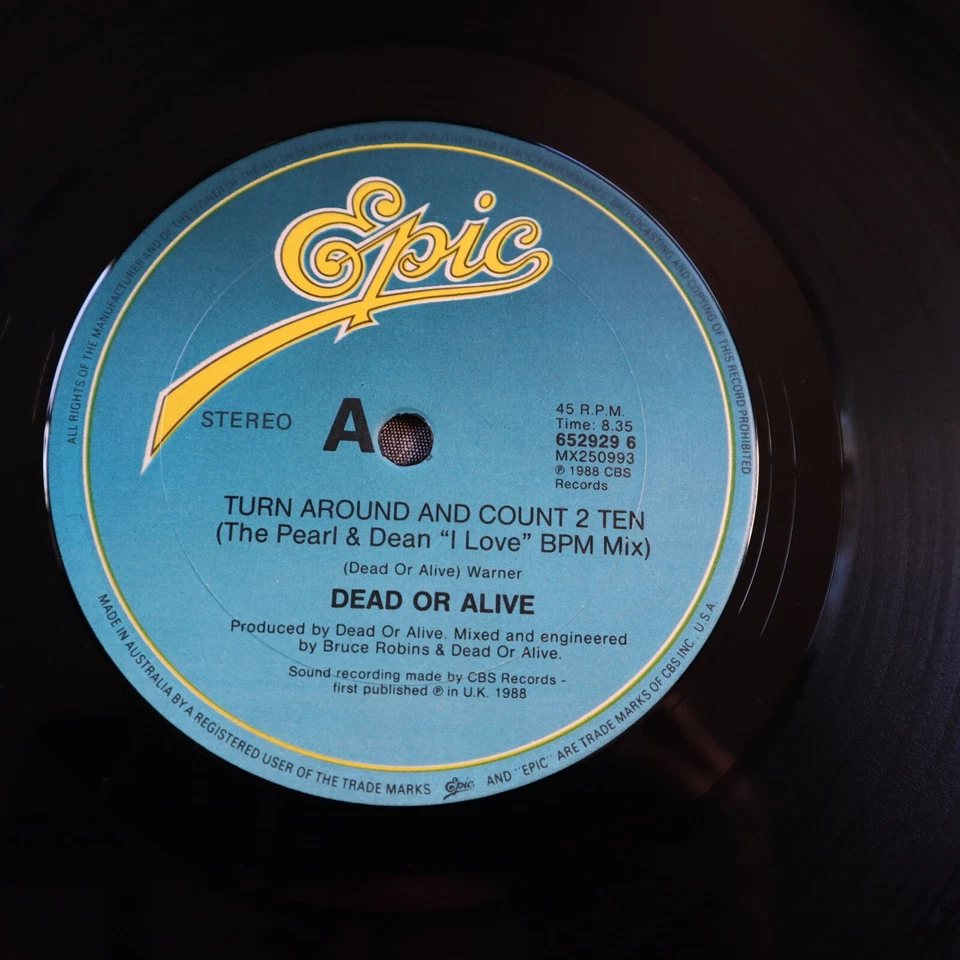 Epic
STEREO
A
45 R.P.M.
Time: 8.35
652929 6
MX250993
℗ 1988 CBS
Records
TURN AROUND AND COUNT 2 TEN
(The Pearl & Dean “I Love” BPM Mix)
(Dead Or Alive) Warner
DEAD OR ALIVE
Produced by Dead Or Alive. Mixed and engineered
by Bruce Robins & Dead Or Alive.
Sound recording made by CBS Records -
first published ℗ in U.K. 1988
ALL RIGHTS OF THE MANUFACTURER AND OF THE OWNER OF THE RECORDED WORK RESERVED. UNAUTHORISED PUBLIC PERFORMANCE, BROADCASTING AND COPYING OF THIS RECORD PROHIBITED
MADE IN AUSTRALIA BY A REGISTERED USER OF THE TRADE MARKS Epic AND "EPIC" ARE TRADE MARKS OF CBS INC. U.S.A.